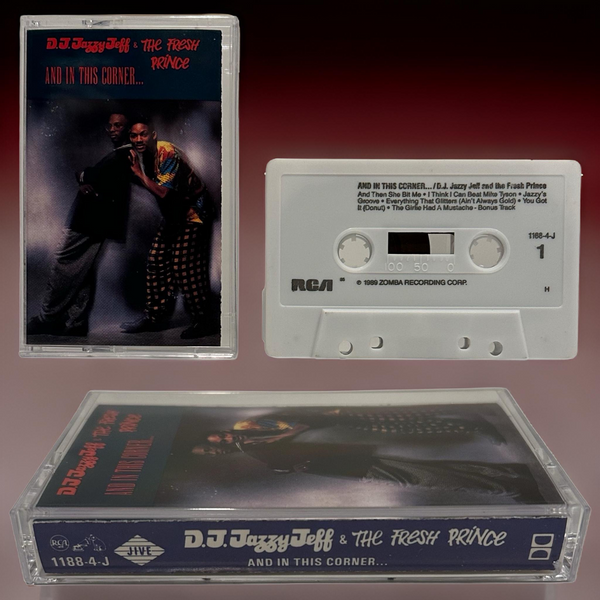 D.J. Jazzy Jeff & THE FRESH
PRINCE
AND IN THIS CORNER...
AND IN THIS CORNER... / D.J. Jazzy Jeff and the Fresh Prince
And Then She Bit Me • I Think I Can Beat Mike Tyson • Jazzy's
Groove • Everything That Glitters (Ain't Always Gold) • You Got
It (Donut) • The Girlie Had A Mustache - Bonus Track
1188-4-J
1
100 50 0
RCA
℗ 1989 ZOMBA RECORDING CORP.
H
D.J. Jazzy Jeff & THE FRESH
PRINCE
AND IN THIS CORNER...
RCA
1188-4-J
JIVE
D.J. Jazzy Jeff & THE FRESH PRINCE
AND IN THIS CORNER...